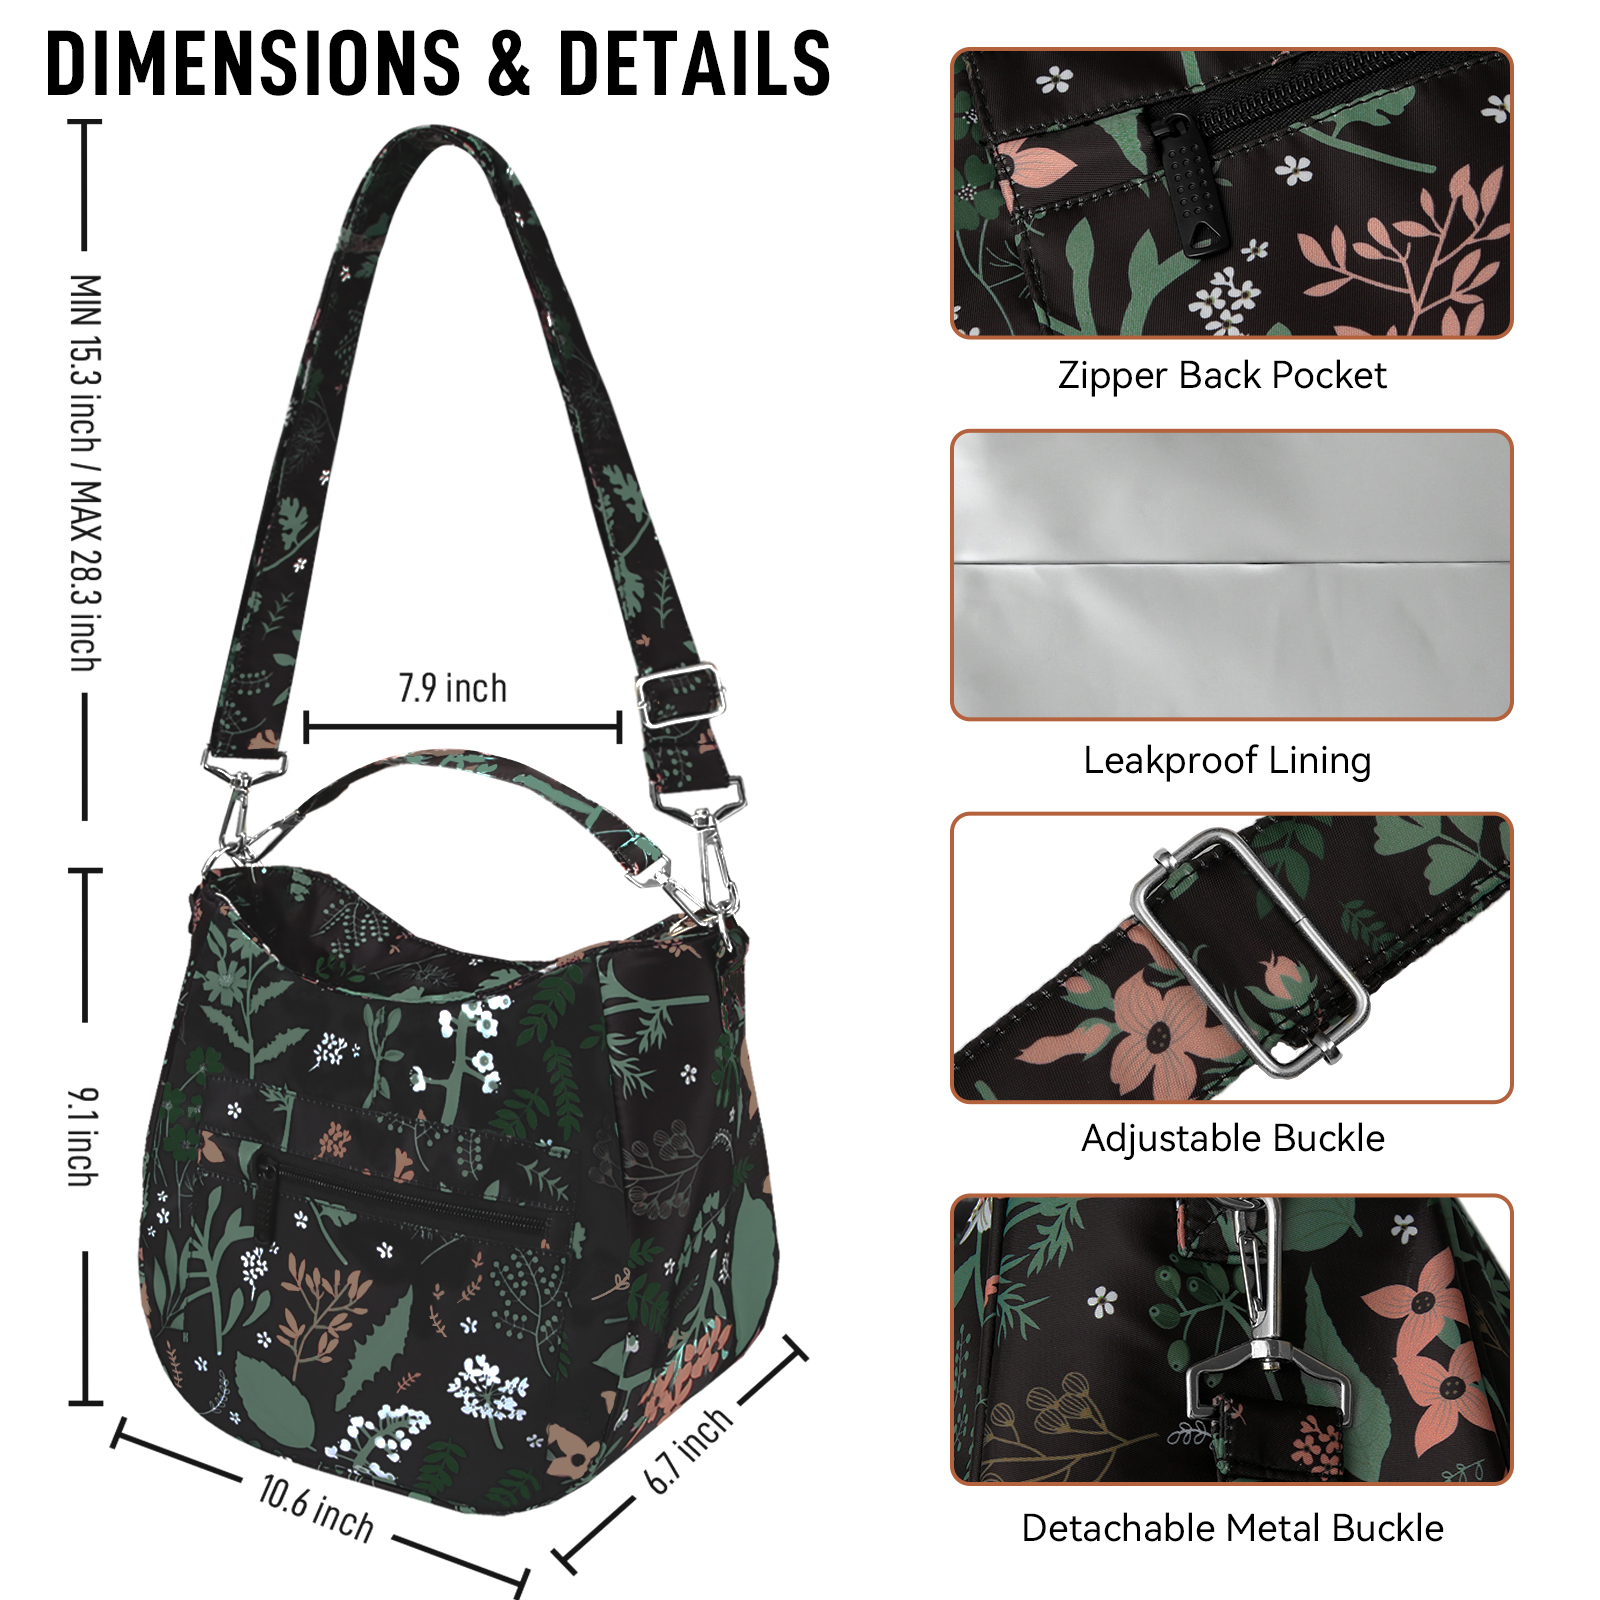 DIMENSIONS & DETAILS
MIN 15.3 inch / MAX 28.3 inch
7.9 inch
9.1 inch
10.6 inch
6.7 inch
Zipper Back Pocket
Leakproof Lining
Adjustable Buckle
Detachable Metal Buckle